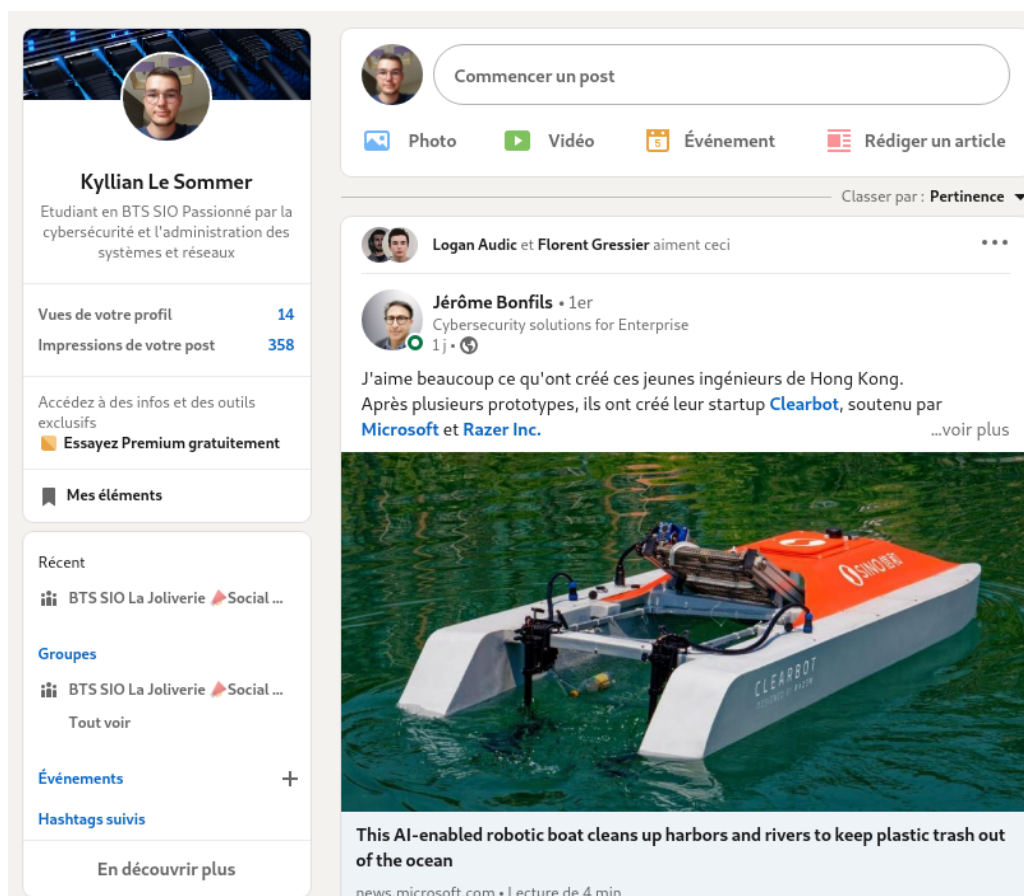 Kyllian Le Sommer
Etudiant en BTS SIO Passionné par la
cybersécurité et l'administration des
systèmes et réseaux
Vues de votre profil 14
Impressions de votre post 358
Accédez à des infos et des outils
exclusifs
Essayez Premium gratuitement
Mes éléments
Récent
BTS SIO La Joliverie 📣Social ...
Groupes
BTS SIO La Joliverie 📣Social ...
Tout voir
Événements +
Hashtags suivis
En découvrir plus
Commencer un post
Photo Vidéo 5 Événement Rédiger un article
Classer par : Pertinence
Logan Audic et Florent Gressier aiment ceci
Jérôme Bonfils • 1er
Cybersecurity solutions for Enterprise
1 j •
J'aime beaucoup ce qu'ont créé ces jeunes ingénieurs de Hong Kong.
Après plusieurs prototypes, ils ont créé leur startup Clearbot, soutenu par
Microsoft et Razer Inc.
...voir plus
SINO
CLEARBOT
DESIGNED BY RAZER
This AI-enabled robotic boat cleans up harbors and rivers to keep plastic trash out
of the ocean
news.microsoft.com • Lecture de 4 min